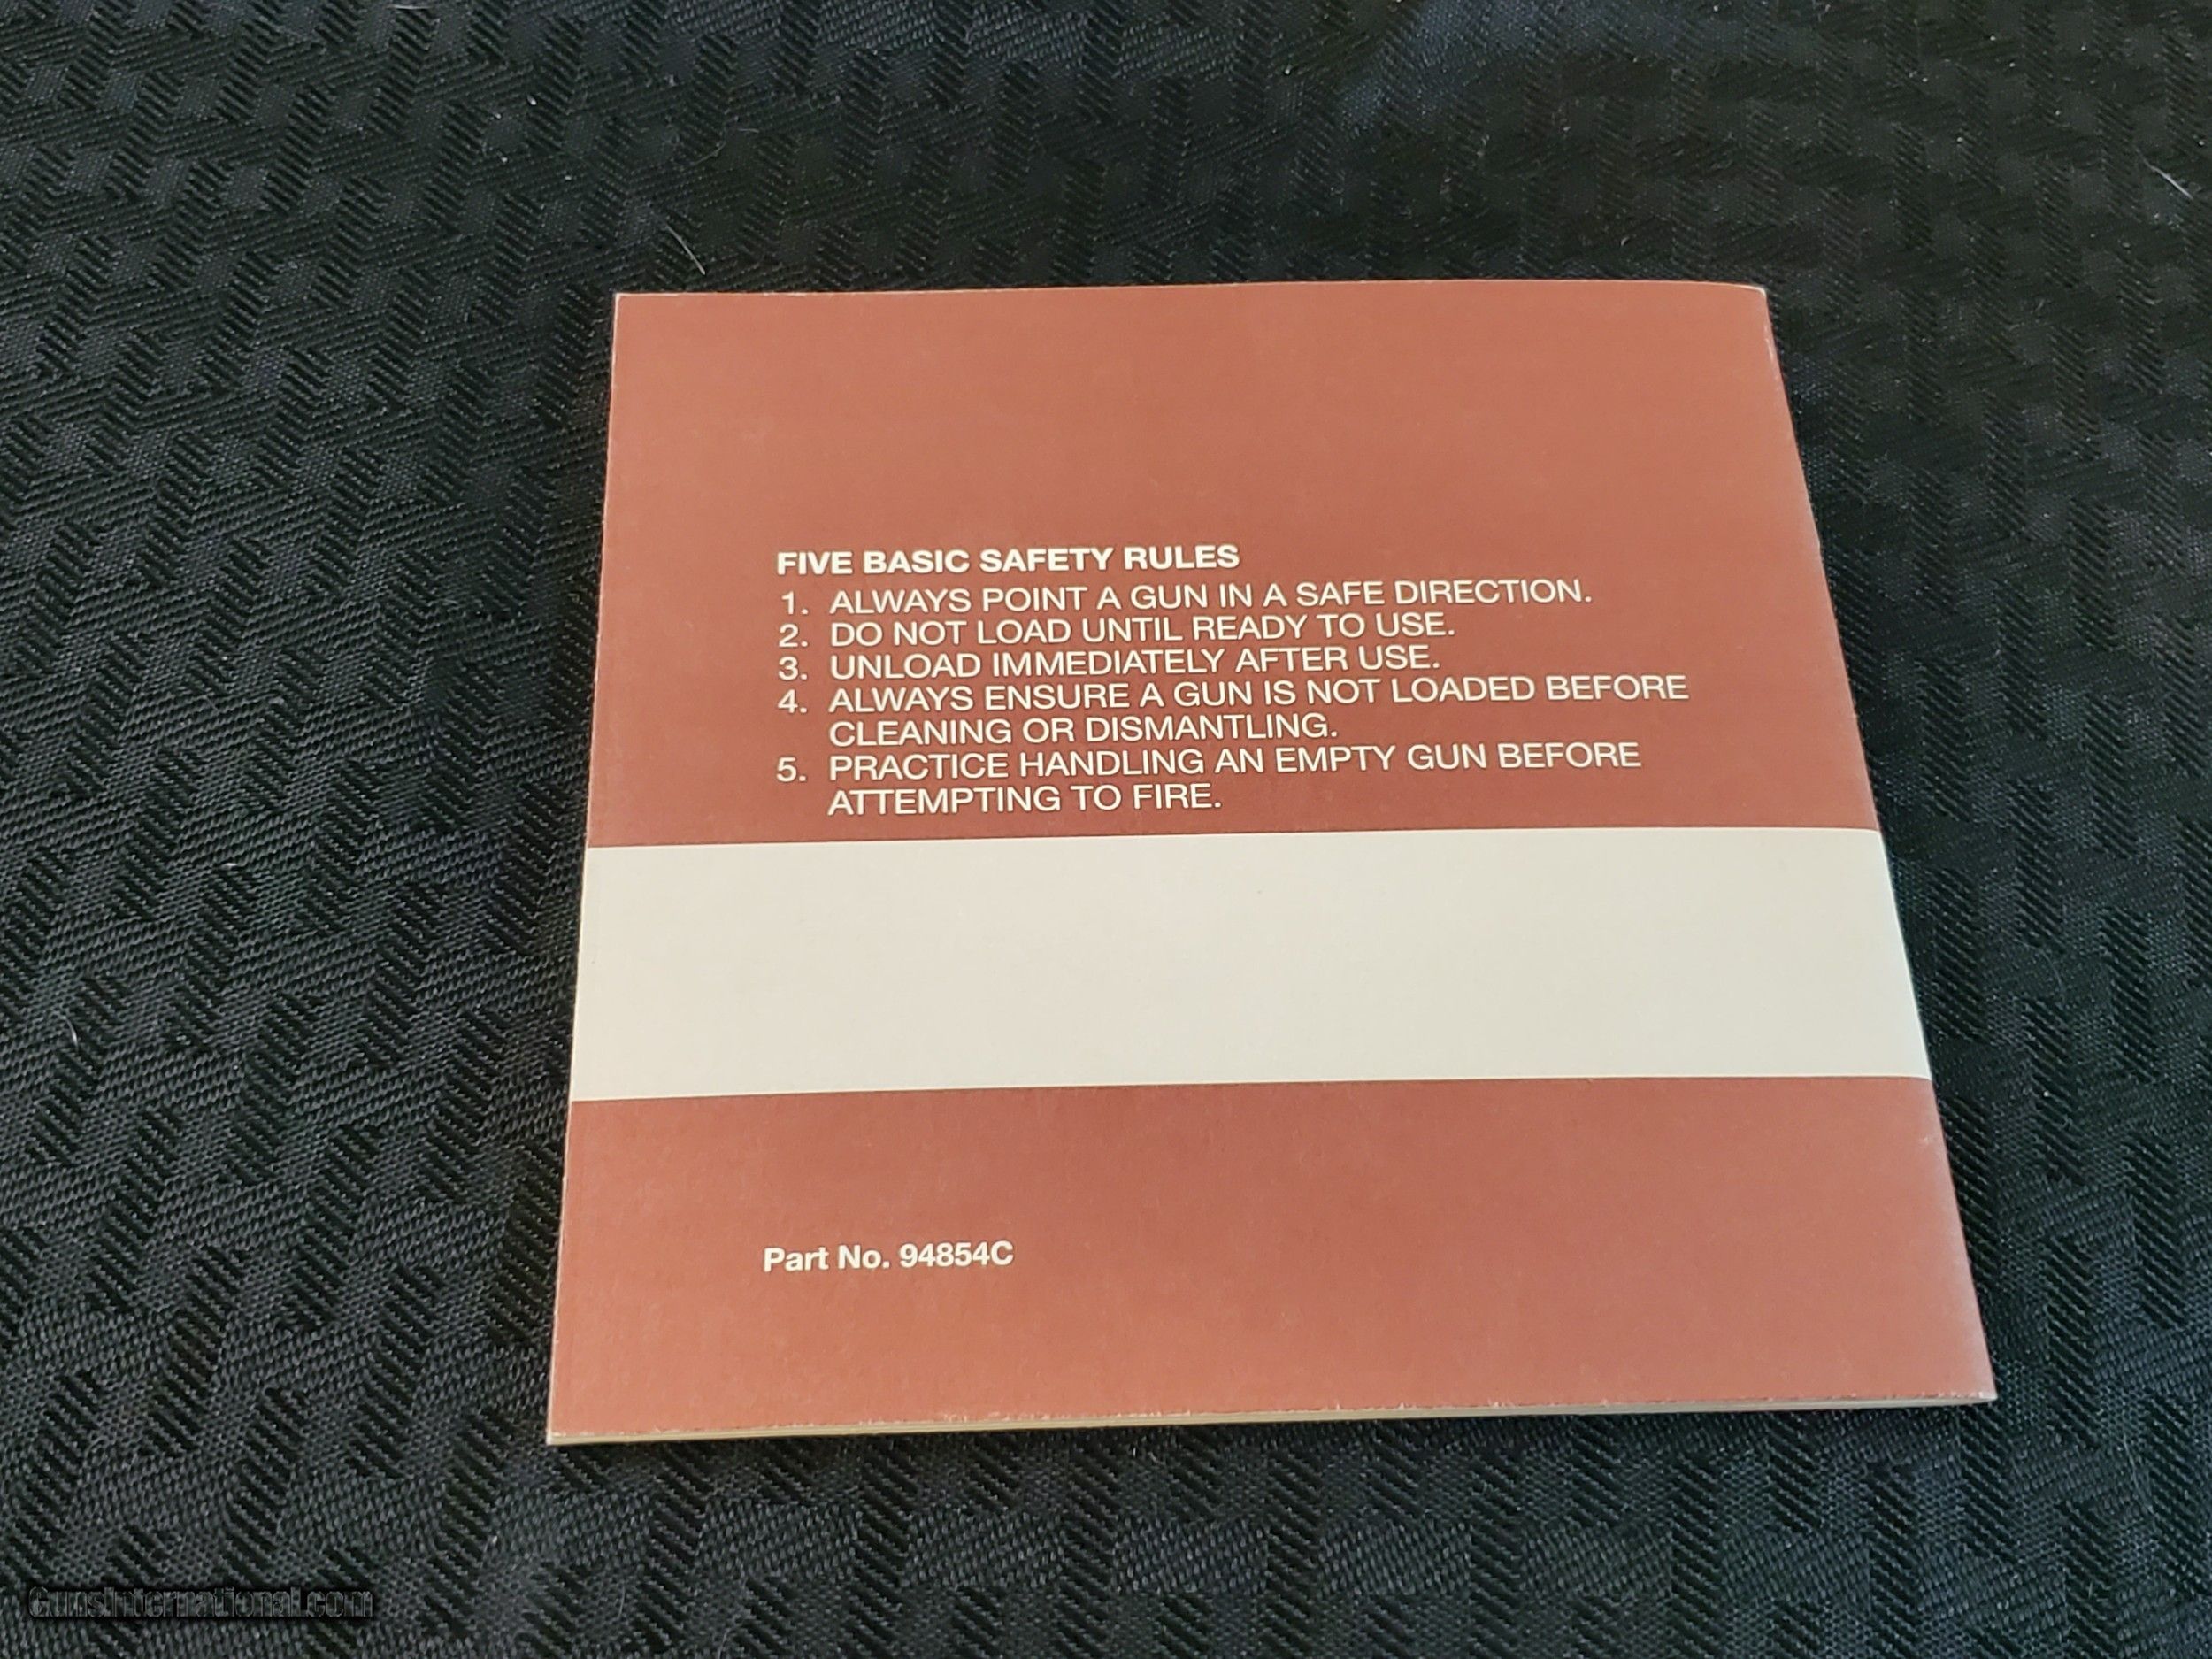 FIVE BASIC SAFETY RULES
1. ALWAYS POINT A GUN IN A SAFE DIRECTION.
2. DO NOT LOAD UNTIL READY TO USE.
3. UNLOAD IMMEDIATELY AFTER USE.
4. ALWAYS ENSURE A GUN IS NOT LOADED BEFORE
CLEANING OR DISMANTLING.
5. PRACTICE HANDLING AN EMPTY GUN BEFORE
ATTEMPTING TO FIRE.
Part No. 94854C
GunsInternational.com